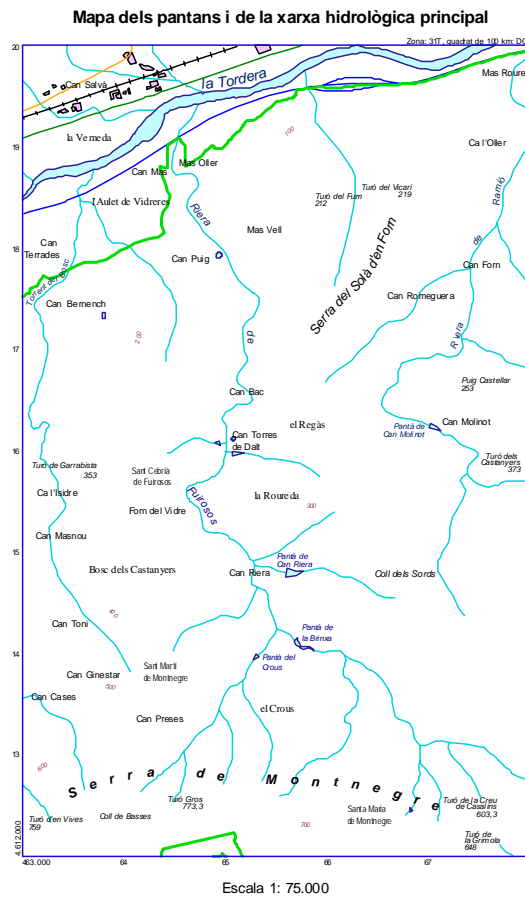 Mapa dels pantans i de la xarxa hidrològica principal
Zona: 31T, quadrat de 100 km: DG
20
Can Salvà
la Tordera
Mas Roure
100
la Verneda
19
Ca l'Oller
Mas Oller
Can Mas
Ramió
l'Aulet de Vidreres
Riera
Turó del Fum
212
Turó del Vicari
219
Mas Vell
de
Can
Terrades
18
Can Puig
Can Forn
Torrent del Bosc
Serra del Solà d'en Forn
Can Romeguera
Can Bernench
200
de
Riera
17
Puig Castellar
253
Can Bac
el Regàs
Pantà de
Can Molinot
Can Molinot
Can Torres
de Dalt
16
Turó de Garrabista
353
Sant Cebrià
de Fuirosos
Turó dels
Castanyers
373
Ca l'Isidre
Fuirosos
la Roureda
300
Forn del Vidre
Can Masnou
15
Pantà de
Can Riera
Bosc dels Castanyers
Can Riera
Coll dels Sords
400
Can Toni
Pantà de
la Brinxa
14
Sant Martí
de Montnegre
Pantà del
Crous
Can Ginestar
500
Can Cases
el Crous
Can Preses
13
600
Serra de Montnegre
Turó Gros
773,3
Turó de la Creu
de Casalins
603,3
Turó d'en Vives
759
Coll de Basses
Santa Maria
de Montnegre
700
Turó de
la Grimola
648
4.612.000
463.000
64
65
66
67
Escala 1: 75.000